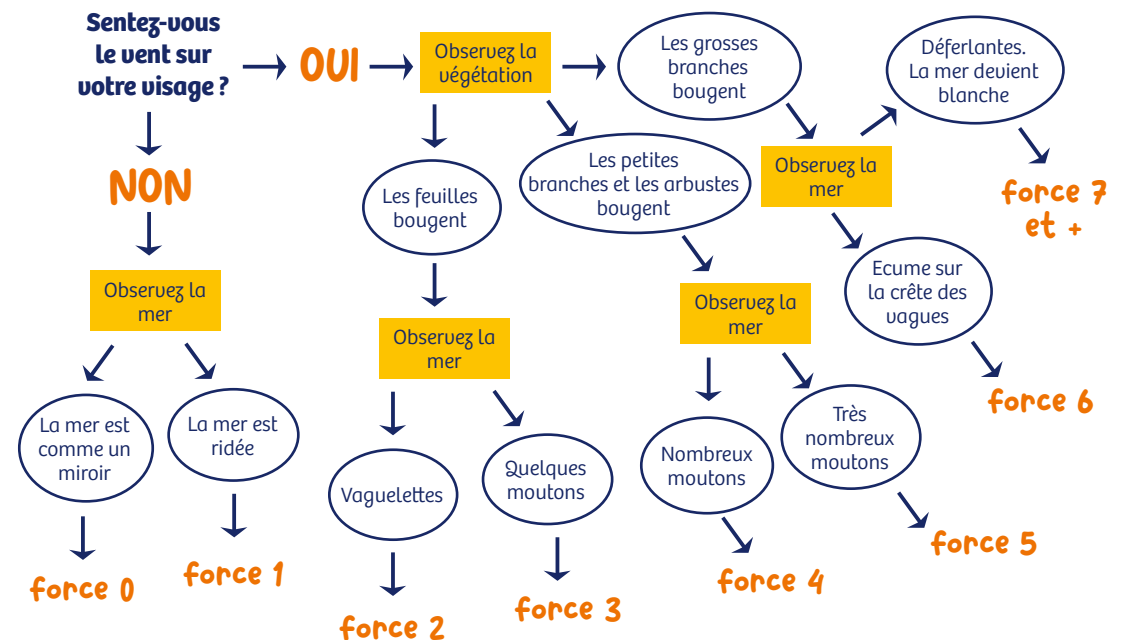 Sentez-vous
le vent sur
votre visage ?
OUI
NON
Observez la
mer
La mer est
comme un
miroir
force 0
La mer est
ridée
force 1
Observez la
végétation
Les feuilles
bougent
Observez la
mer
Vaguelettes
force 2
Quelques
moutons
force 3
Les petites
branches et les arbustes
bougent
Observez la
mer
Nombreux
moutons
force 4
Très
nombreux
moutons
force 5
Les grosses
branches
bougent
Observez la
mer
Ecume sur
la crête des
vagues
force 6
Déferlantes.
La mer devient
blanche
force 7
et +